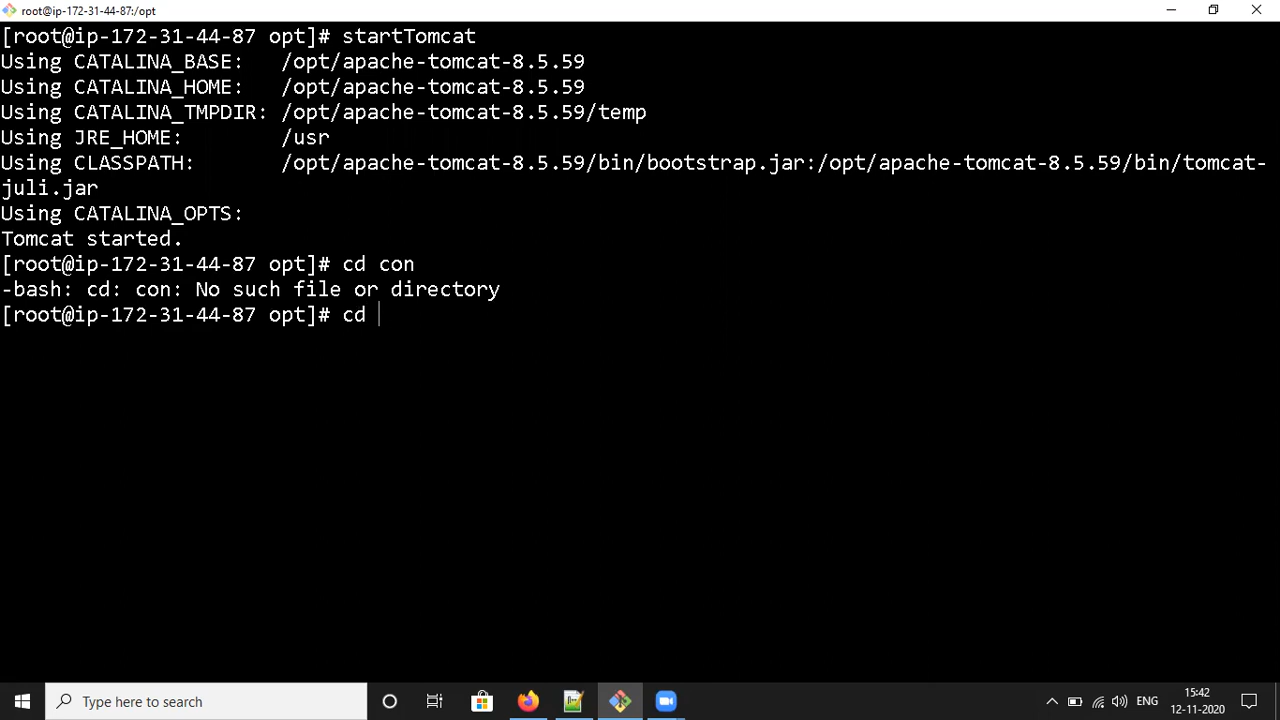 root@ip-172-31-44-87:/opt
[root@ip-172-31-44-87 opt]# startTomcat
Using CATALINA_BASE:   /opt/apache-tomcat-8.5.59
Using CATALINA_HOME:   /opt/apache-tomcat-8.5.59
Using CATALINA_TMPDIR: /opt/apache-tomcat-8.5.59/temp
Using JRE_HOME:        /usr
Using CLASSPATH:       /opt/apache-tomcat-8.5.59/bin/bootstrap.jar:/opt/apache-tomcat-8.5.59/bin/tomcat-
juli.jar
Using CATALINA_OPTS:
Tomcat started.
[root@ip-172-31-44-87 opt]# cd con
-bash: cd: con: No such file or directory
[root@ip-172-31-44-87 opt]# cd
Type here to search
ENG
15:42
12-11-2020